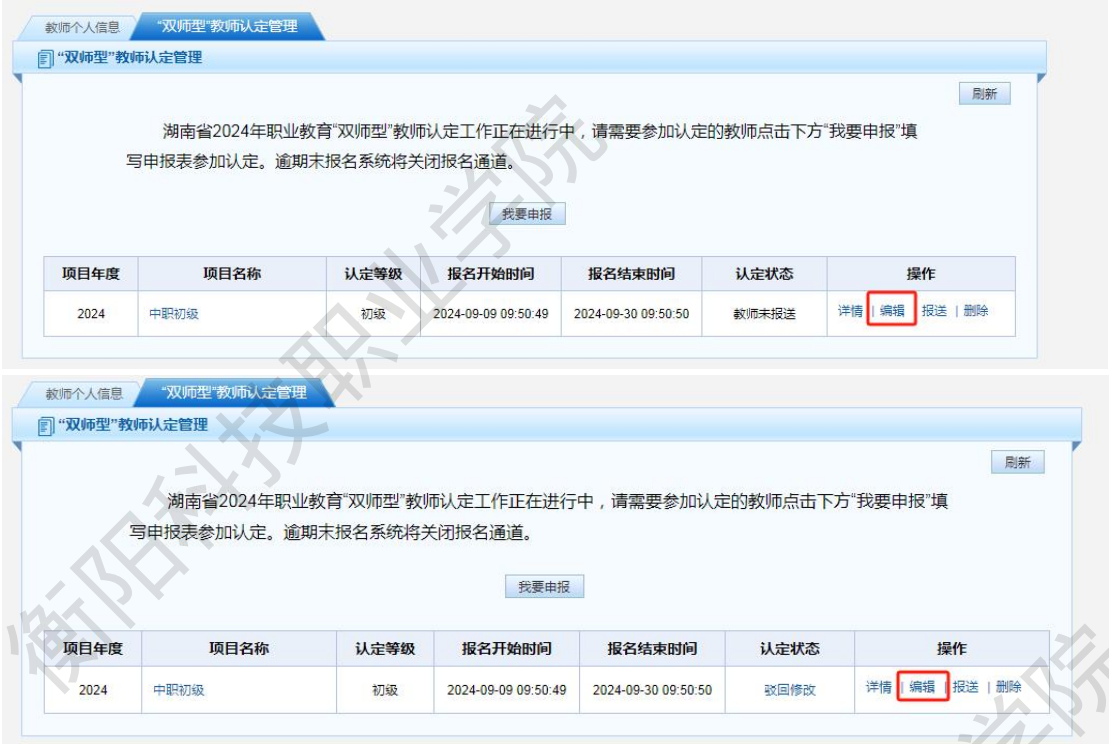 教师个人信息 “双师型”教师认定管理
“双师型”教师认定管理
刷新
湖南省2024年职业教育“双师型”教师认定工作正在进行中，请需要参加认定的教师点击下方“我要申报”填
写申报表参加认定。逾期末报名系统将关闭报名通道。
我要申报
项目年度 项目名称 认定等级 报名开始时间 报名结束时间 认定状态 操作
2024 中职初级 初级 2024-09-09 09:50:49 2024-09-30 09:50:50 教师未报送 详情 | 编辑 报送 | 删除
教师个人信息 “双师型”教师认定管理
“双师型”教师认定管理
刷新
湖南省2024年职业教育“双师型”教师认定工作正在进行中，请需要参加认定的教师点击下方“我要申报”填
写申报表参加认定。逾期末报名系统将关闭报名通道。
我要申报
项目年度 项目名称 认定等级 报名开始时间 报名结束时间 认定状态 操作
2024 中职初级 初级 2024-09-09 09:50:49 2024-09-30 09:50:50 驳回修改 详情 | 编辑 | 报送 | 删除
衡阳科技职业学院
学院